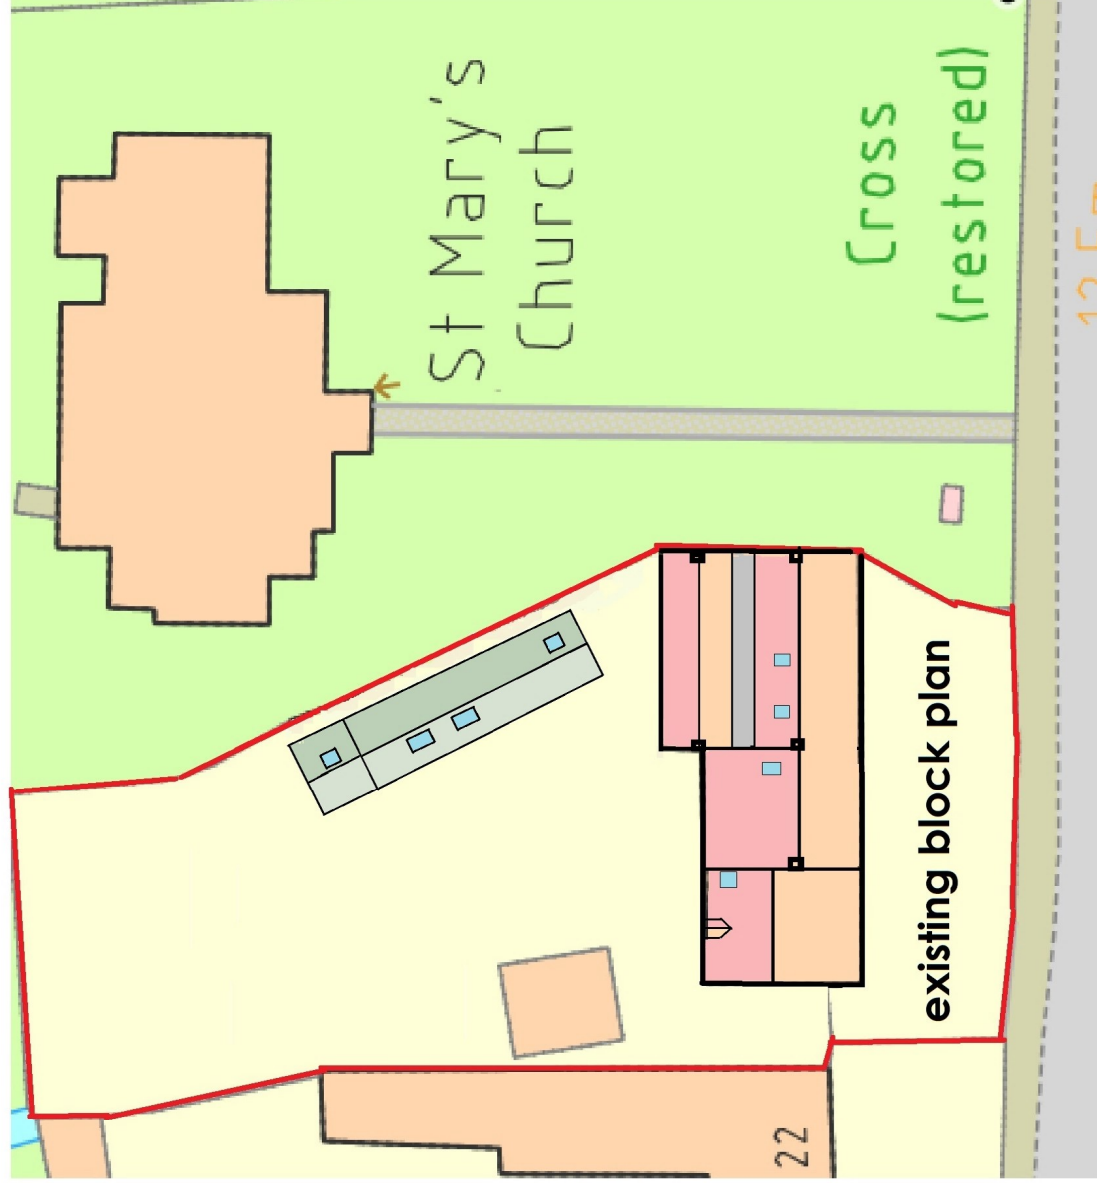 St Mary's
Church
Cross
(restored)
existing block plan
22